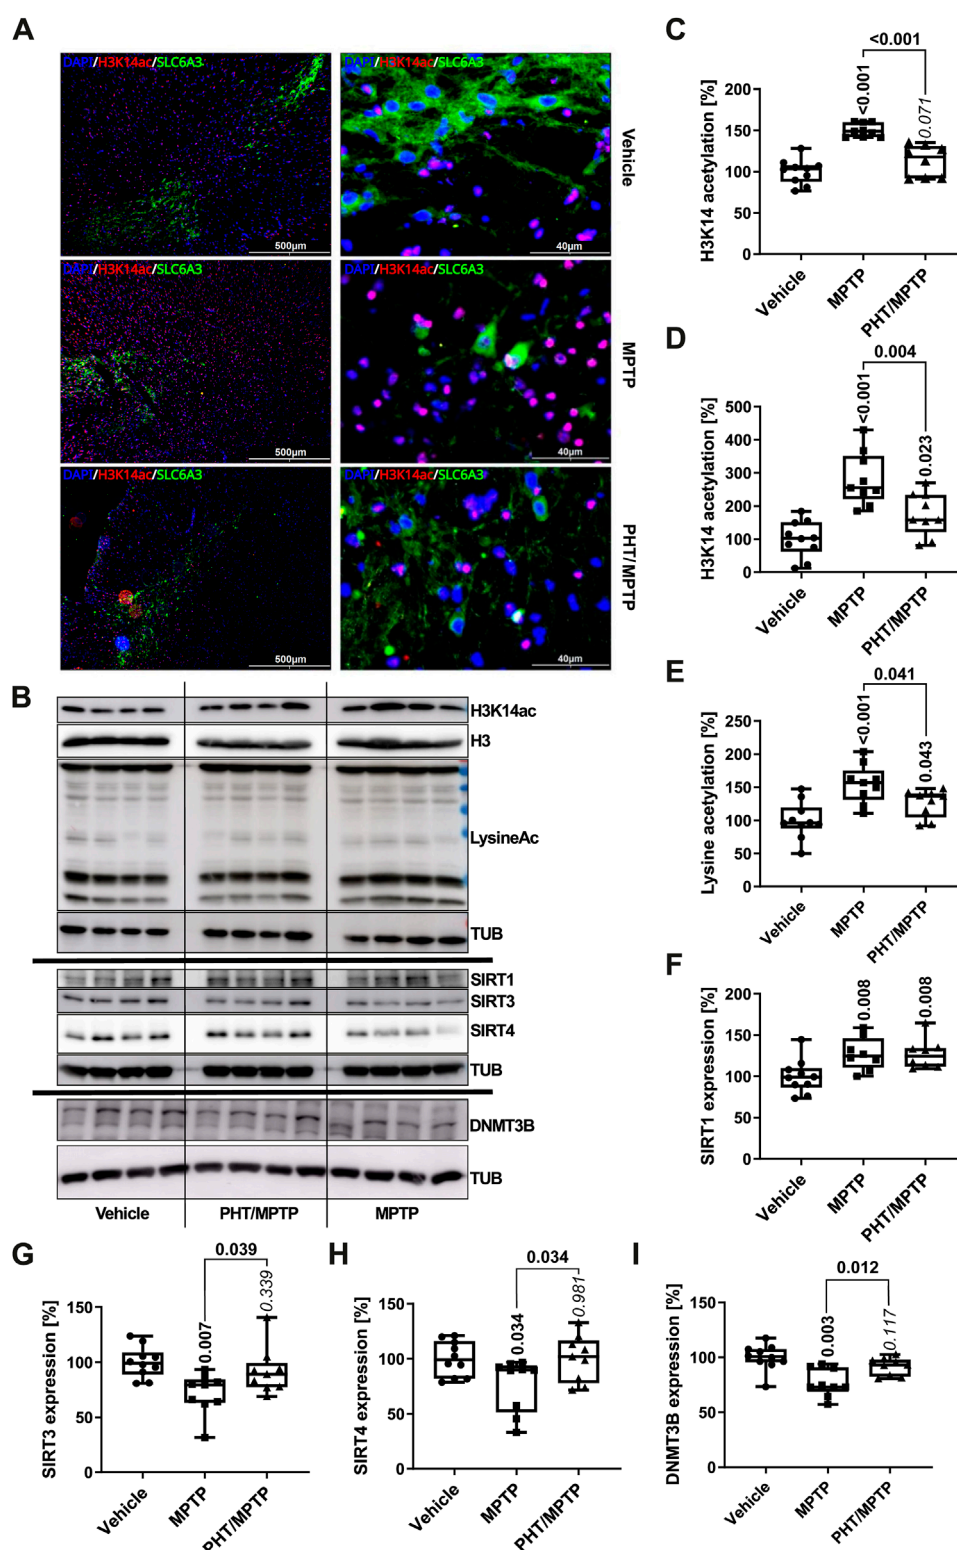 A
DAPI/H3K14ac/SLC6A3
500µm
DAPI/H3K14ac/SLC6A3
40µm
Vehicle
DAPI/H3K14ac/SLC6A3
500µm
DAPI/H3K14ac/SLC6A3
40µm
MPTP
DAPI/H3K14ac/SLC6A3
500µm
DAPI/H3K14ac/SLC6A3
40µm
PHT/MPTP
B
H3K14ac
H3
LysineAc
TUB
SIRT1
SIRT3
SIRT4
TUB
DNMT3B
TUB
Vehicle
PHT/MPTP
MPTP
C
<0.001
<0.001
0.071
H3K14 acetylation [%]
200
150
100
50
0
Vehicle
MPTP
PHT/MPTP
D
0.004
<0.001
0.023
H3K14 acetylation [%]
500
400
300
200
100
0
Vehicle
MPTP
PHT/MPTP
E
0.041
<0.001
0.043
Lysine acetylation [%]
250
200
150
100
50
0
Vehicle
MPTP
PHT/MPTP
F
0.008
0.008
SIRT1 expression [%]
200
150
100
50
0
Vehicle
MPTP
PHT/MPTP
G
0.039
0.007
0.339
SIRT3 expression [%]
150
100
50
0
Vehicle
MPTP
PHT/MPTP
H
0.034
0.034
0.981
SIRT4 expression [%]
150
100
50
0
Vehicle
MPTP
PHT/MPTP
I
0.012
0.003
0.117
DNMT3B expression [%]
150
100
50
0
Vehicle
MPTP
PHT/MPTP